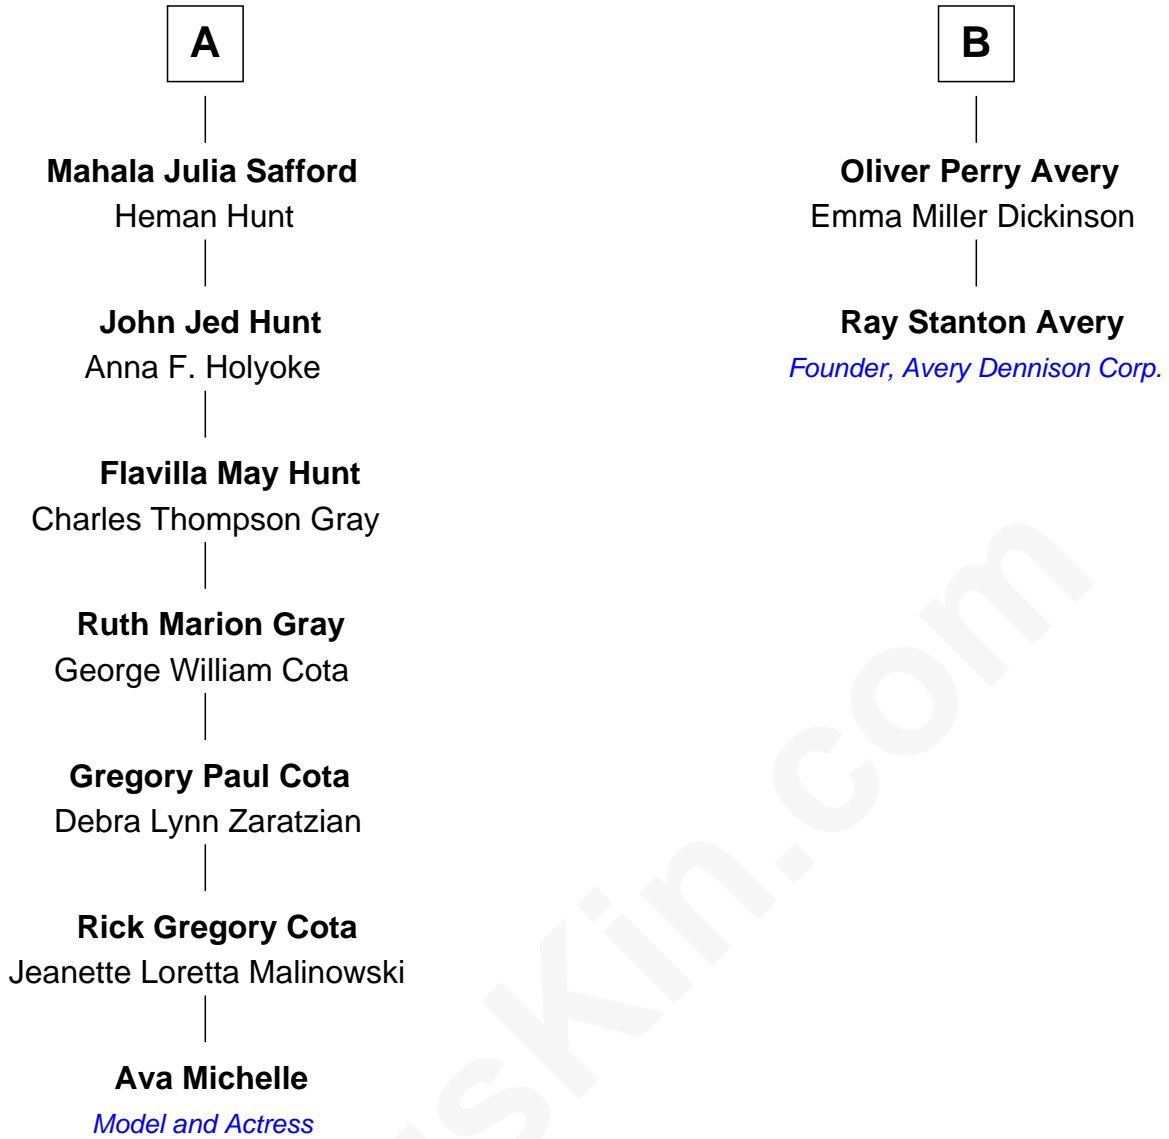 A
Mahala Julia Safford
Heman Hunt
John Jed Hunt
Anna F. Holyoke
Flavilla May Hunt
Charles Thompson Gray
Ruth Marion Gray
George William Cota
Gregory Paul Cota
Debra Lynn Zaratzian
Rick Gregory Cota
Jeanette Loretta Malinowski
Ava Michelle
Model and Actress
B
Oliver Perry Avery
Emma Miller Dickinson
Ray Stanton Avery
Founder, Avery Dennison Corp.
sKin.com